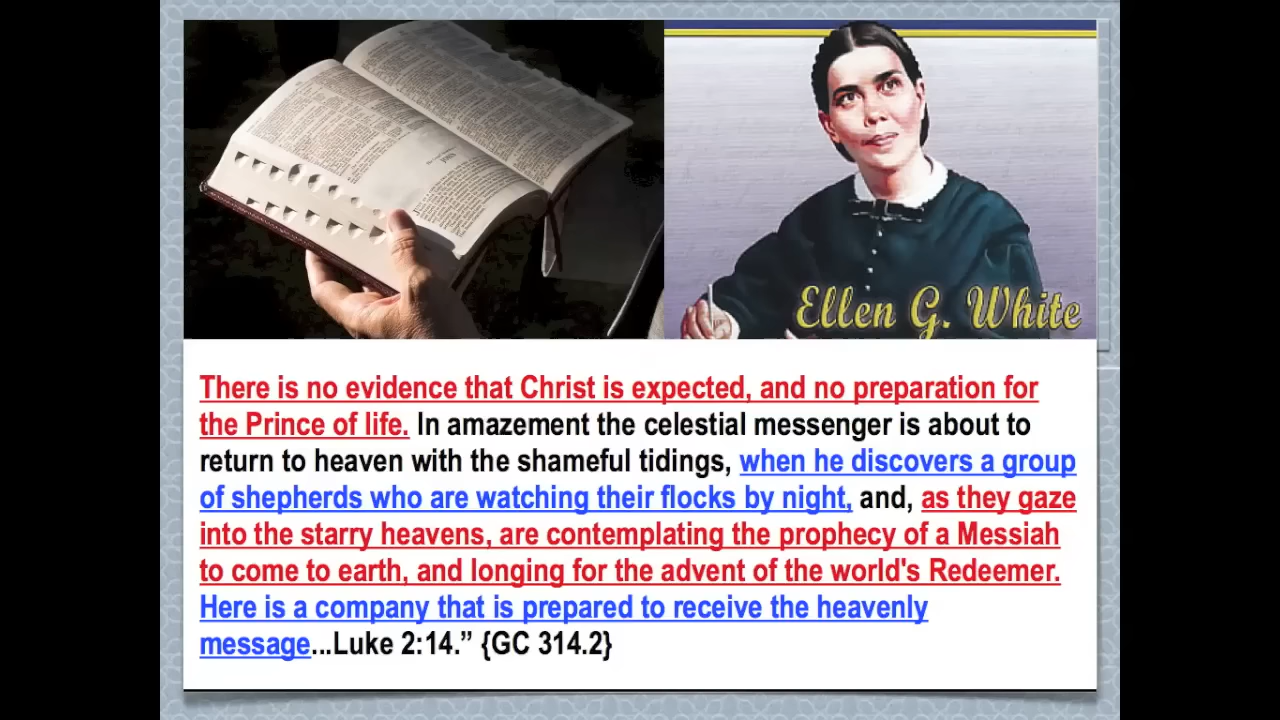 Ellen G. White
There is no evidence that Christ is expected, and no preparation for
the Prince of life. In amazement the celestial messenger is about to
return to heaven with the shameful tidings, when he discovers a group
of shepherds who are watching their flocks by night, and, as they gaze
into the starry heavens, are contemplating the prophecy of a Messiah
to come to earth, and longing for the advent of the world's Redeemer.
Here is a company that is prepared to receive the heavenly
message...Luke 2:14.” {GC 314.2}